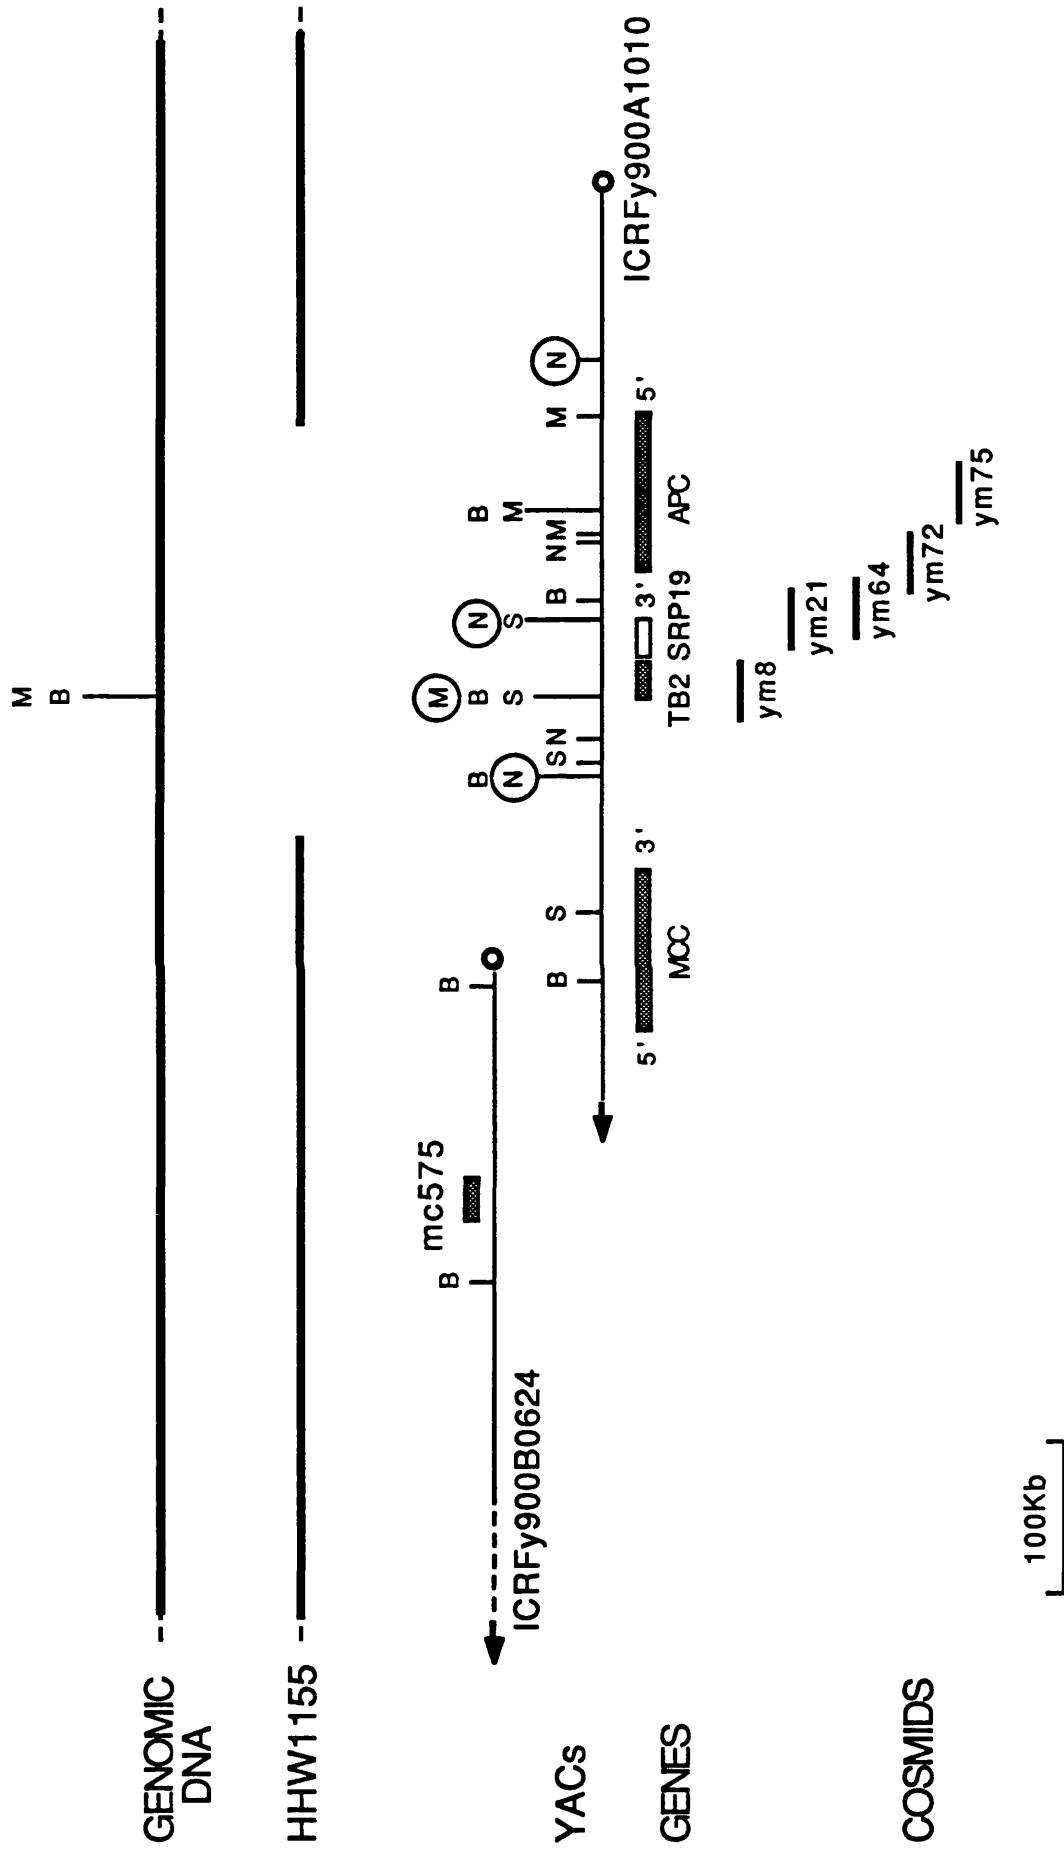 M
B
GENOMIC
DNA
HHW1155
B
mc575
B
ICRFy900B0624
M
B
S
N
S
B
M
B
N
S N
B
N M
M
N
B
S
YACs
ICRFy900A1010
GENES
5'
3'
3'
5'
MCC
TB2 SRP19
APC
COSMIDS
ym8
ym21
ym64
ym72
ym75
100Kb